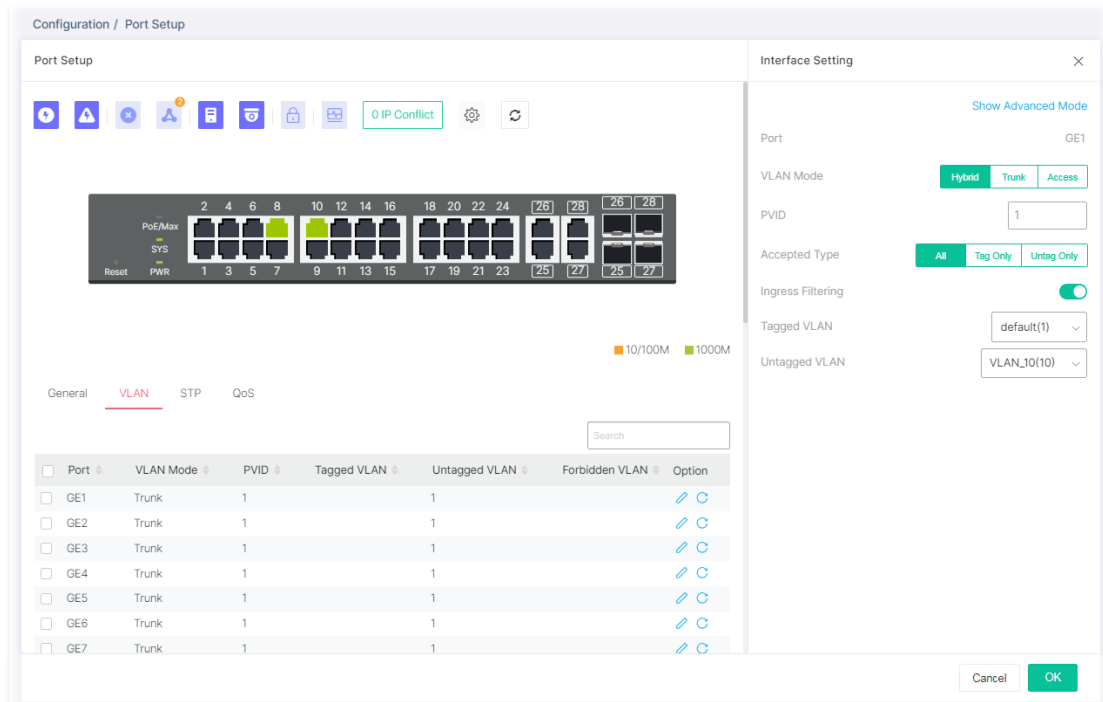 Configuration / Port Setup
Port Setup
Interface Setting
2
0 IP Conflict
Show Advanced Mode
Port GE1
VLAN Mode Hybrid Trunk Access
PVID 1
Accepted Type All Tag Only Untag Only
Ingress Filtering
Tagged VLAN default(1)
Untagged VLAN VLAN_10(10)
2 4 6 8 10 12 14 16 18 20 22 24 26 28 26 28
PoE/Max
SYS
Reset PWR 1 3 5 7 9 11 13 15 17 19 21 23 25 27 25 27
10/100M 1000M
General VLAN STP QoS
Search
Port VLAN Mode PVID Tagged VLAN Untagged VLAN Forbidden VLAN Option
GE1 Trunk 1 1
GE2 Trunk 1 1
GE3 Trunk 1 1
GE4 Trunk 1 1
GE5 Trunk 1 1
GE6 Trunk 1 1
GE7 Trunk 1 1
Cancel OK